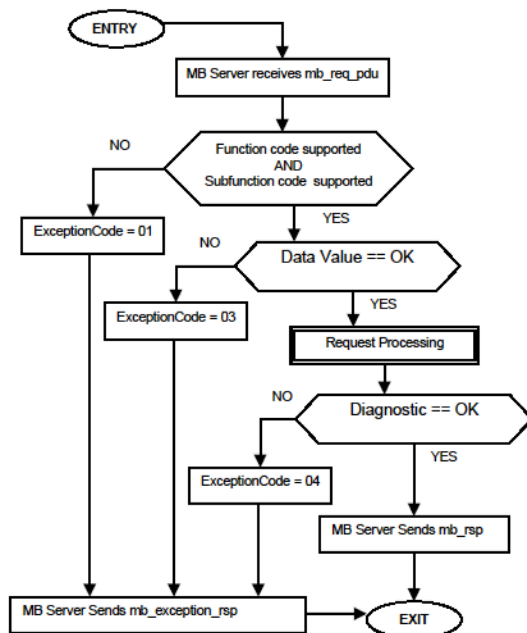 ENTRY
MB Server receives mb_req_pdu
NO
Function code supported
AND
Subfunction code supported
YES
ExceptionCode = 01
NO
Data Value == OK
YES
ExceptionCode = 03
Request Processing
NO
Diagnostic == OK
YES
ExceptionCode = 04
MB Server Sends mb_rsp
MB Server Sends mb_exception_rsp
EXIT